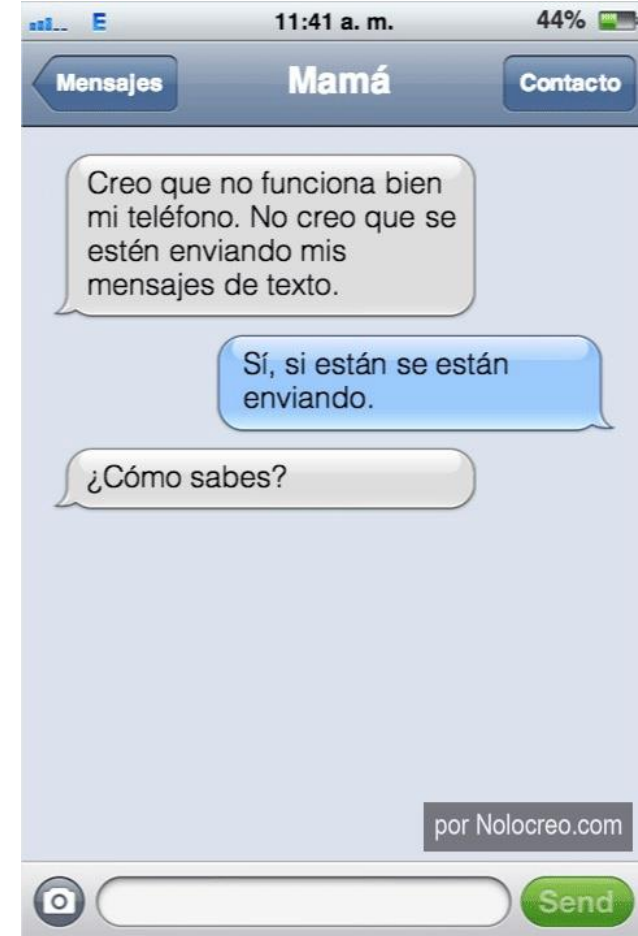 E 11:41 a. m. 44%
Mensajes Mamá Contacto
Creo que no funciona bien
mi teléfono. No creo que se
estén enviando mis
mensajes de texto.
Sí, si están se están
enviando.
¿Cómo sabes?
por Nolocreo.com
Send